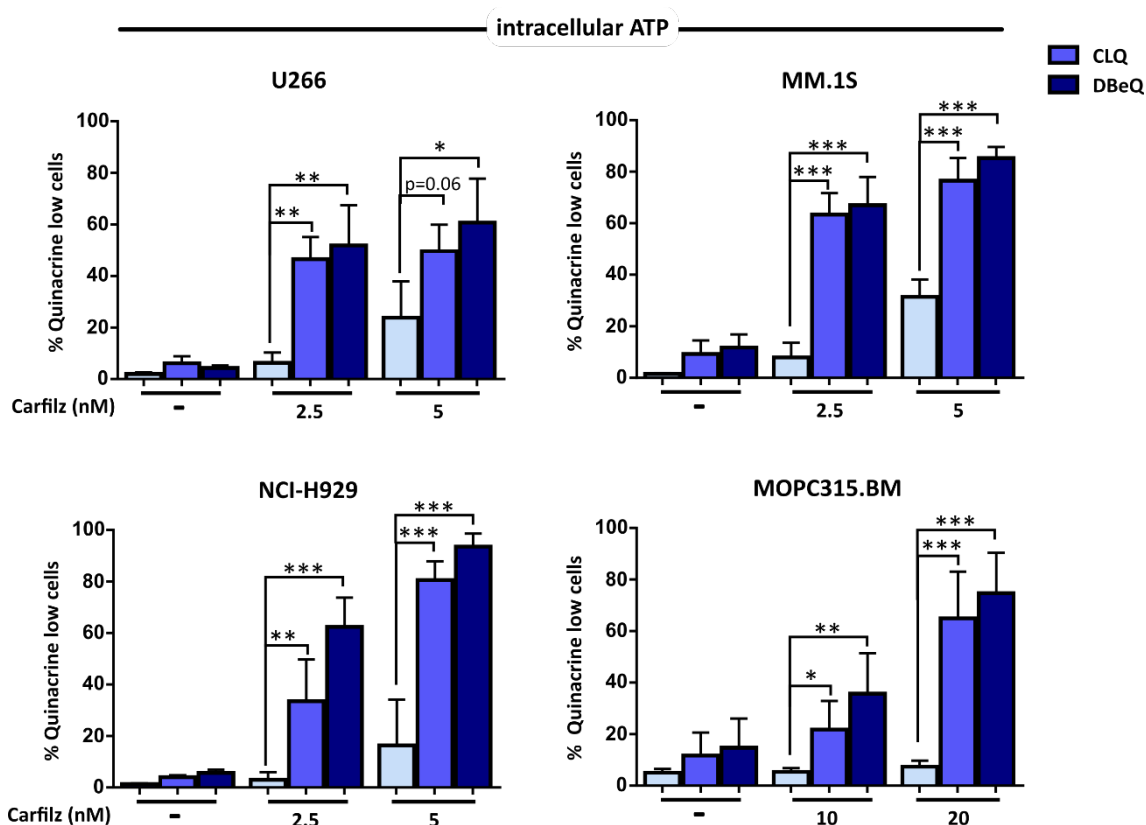 intracellular ATP
CLQ
DBeQ
U266
% Quinacrine low cells
100
80
60
40
20
0
** ** p=0.06 *
Carfilz (nM) - 2.5 5
MM.1S
% Quinacrine low cells
100
80
60
40
20
0
*** *** *** ***
- 2.5 5
NCI-H929
% Quinacrine low cells
100
80
60
40
20
0
** *** *** ***
Carfilz (nM) - 2.5 5
MOPC315.BM
% Quinacrine low cells
100
80
60
40
20
0
* ** *** ***
- 10 20